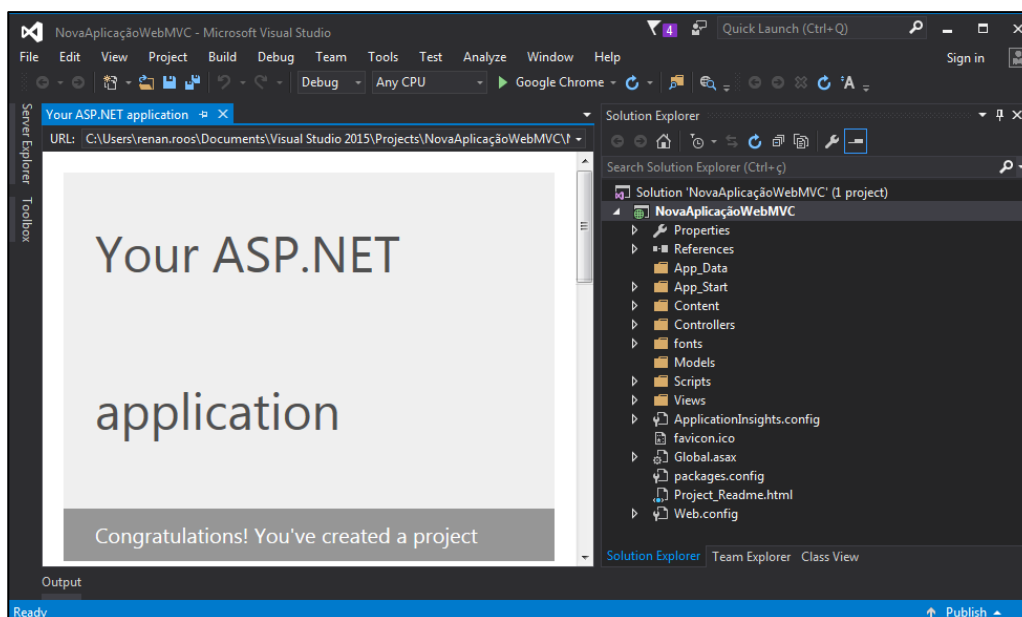 NovaAplicaçãoWebMVC - Microsoft Visual Studio
4
Quick Launch (Ctrl+Q)
File Edit View Project Build Debug Team Tools Test Analyze Window Help
Sign in
Debug Any CPU Google Chrome
Server Explorer
Toolbox
Your ASP.NET application
URL: C:\Users\renan.roos\Documents\Visual Studio 2015\Projects\NovaAplicaçãoWebMVC\
Your ASP.NET
application
Congratulations! You've created a project
Solution Explorer
Search Solution Explorer (Ctrl+ç)
Solution 'NovaAplicaçãoWebMVC' (1 project)
NovaAplicaçãoWebMVC
Properties
References
App_Data
App_Start
Content
Controllers
fonts
Models
Scripts
Views
ApplicationInsights.config
favicon.ico
Global.asax
packages.config
Project_Readme.html
Web.config
Solution Explorer Team Explorer Class View
Output
Ready
Publish